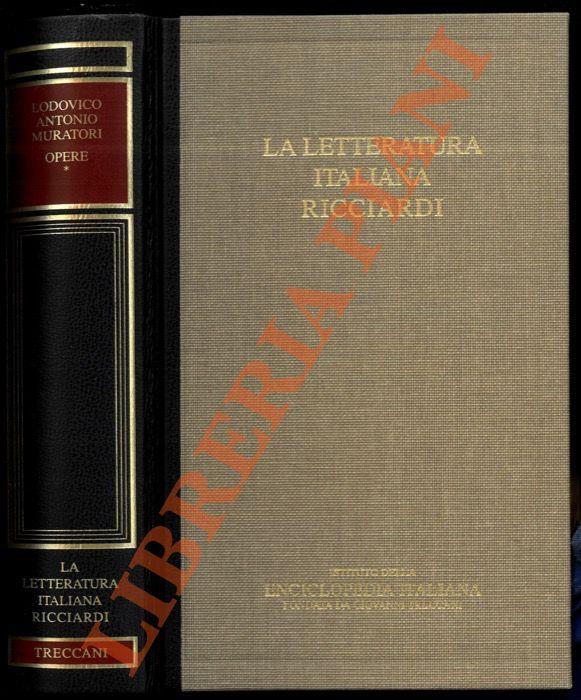 LODOVICO
ANTONIO
MURATORI
OPERE
*
LA
LETTERATURA
ITALIANA
RICCIARDI
TRECCANI
LA LETTERATURA
ITALIANA
RICCIARDI
ISTITUTO DELLA
ENCICLOPEDIA ITALIANA
FONDATA DA GIOVANNI TRECCANI
LIBRERIA PIANI